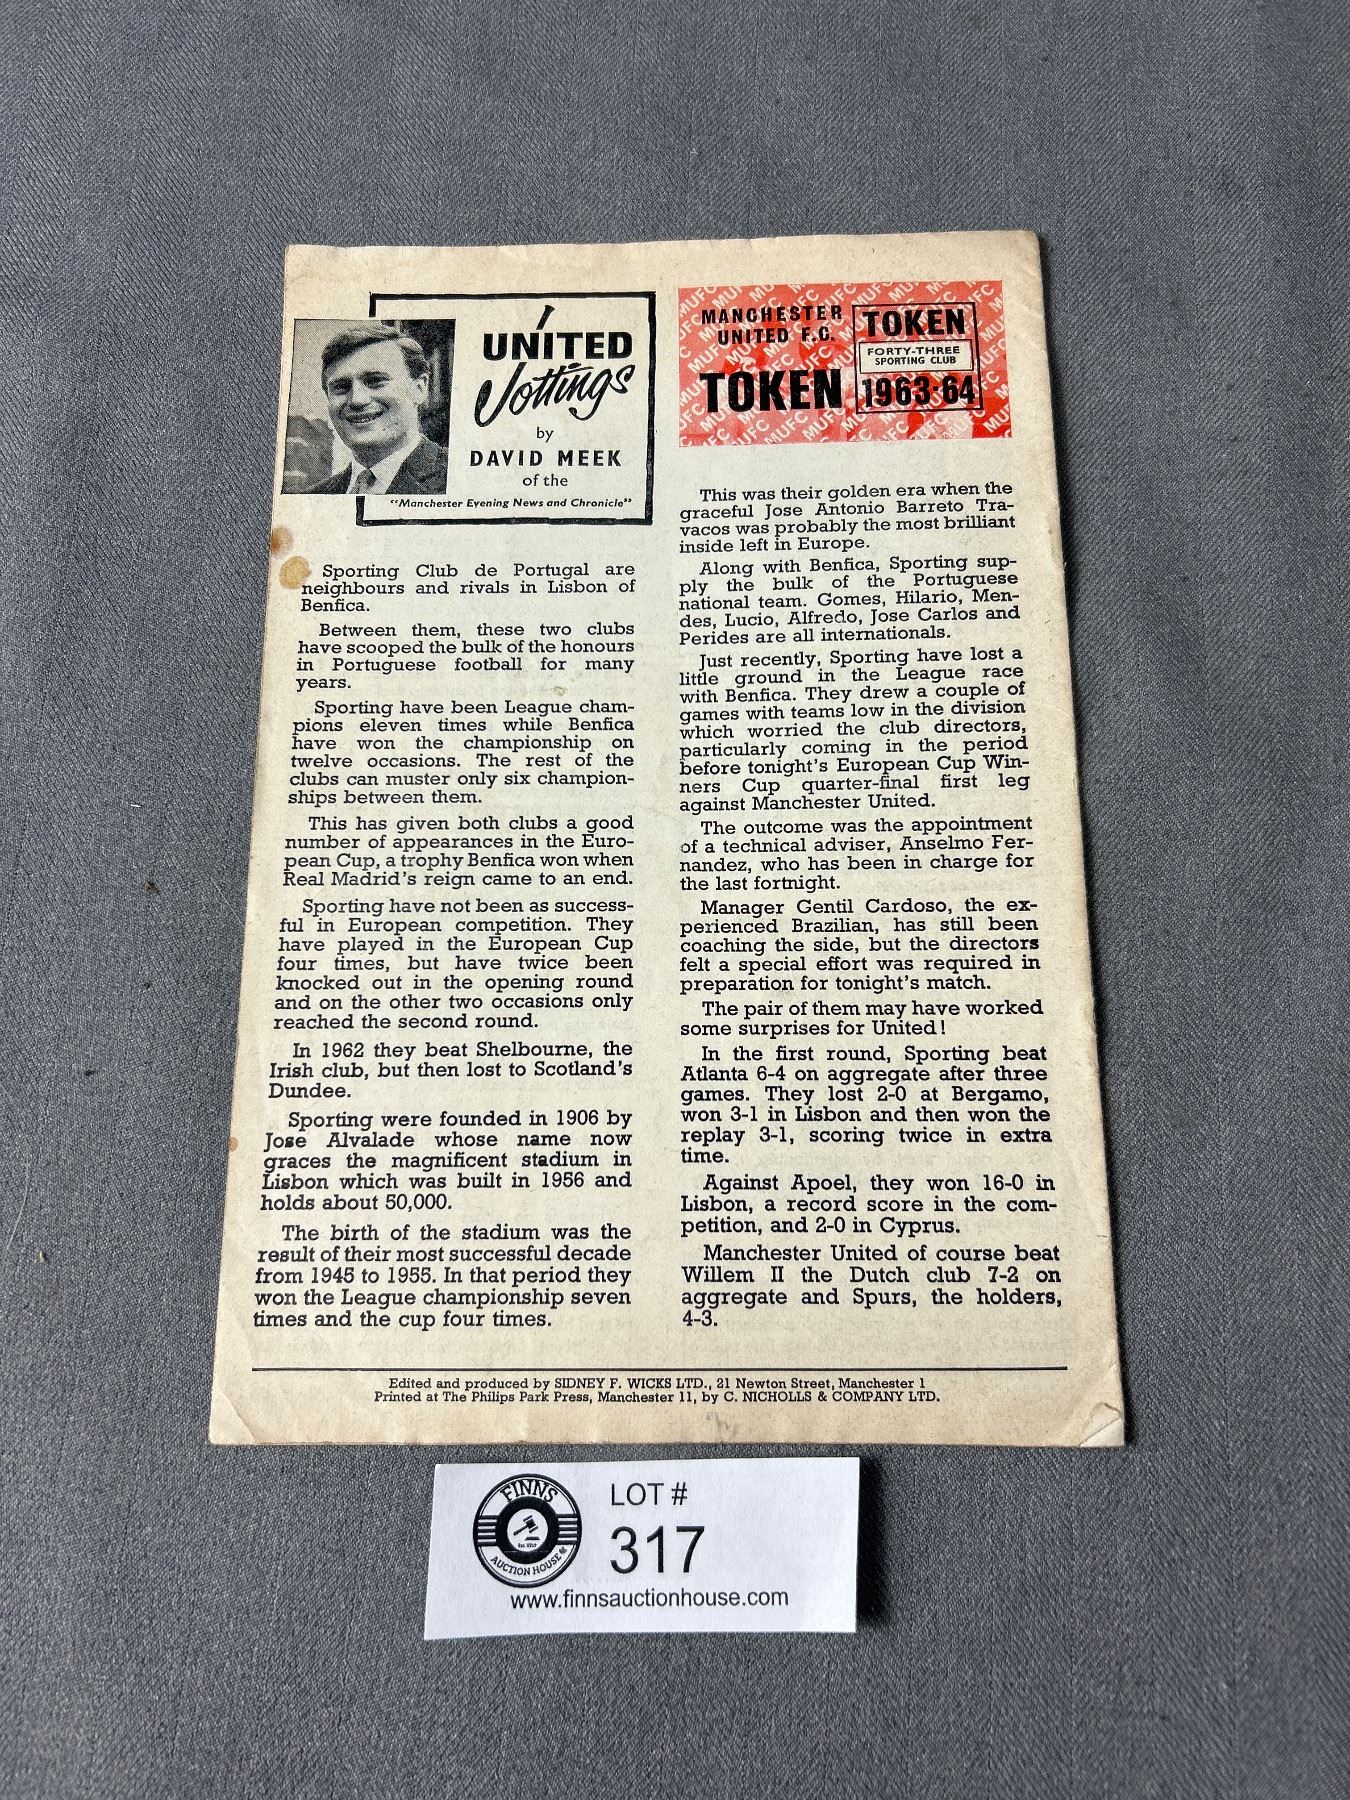 UNITED
Jottings
by
DAVID MEEK
of the
"Manchester Evening News and Chronicle"
Sporting Club de Portugal are
neighbours and rivals in Lisbon of
Benfica.
Between them, these two clubs
have scooped the bulk of the honours
in Portuguese football for many
years.
Sporting have been League cham-
pions eleven times while Benfica
have won the championship on
twelve occasions. The rest of the
clubs can muster only six champion-
ships between them.
This has given both clubs a good
number of appearances in the Euro-
pean Cup, a trophy Benfica won when
Real Madrid's reign came to an end.
Sporting have not been as success-
ful in European competition. They
have played in the European Cup
four times, but have twice been
knocked out in the opening round
and on the other two occasions only
reached the second round.
In 1962 they beat Shelbourne, the
Irish club, but then lost to Scotland's
Dundee.
Sporting were founded in 1906 by
Jose Alvalade whose name now
graces the magnificent stadium in
Lisbon which was built in 1956 and
holds about 50,000.
The birth of the stadium was the
result of their most successful decade
from 1945 to 1955. In that period they
won the League championship seven
times and the cup four times.
MANCHESTER
UNITED F.C.
TOKEN
TOKEN
FORTY-THREE
SPORTING CLUB
1963-64
This was their golden era when the
graceful Jose Antonio Barreto Tra-
vacos was probably the most brilliant
inside left in Europe.
Along with Benfica, Sporting sup-
ply the bulk of the Portuguese
national team. Gomes, Hilario, Men-
des, Lucio, Alfredo, Jose Carlos and
Perides are all internationals.
Just recently, Sporting have lost a
little ground in the League race
with Benfica. They drew a couple of
games with teams low in the division
which worried the club directors,
particularly coming in the period
before tonight's European Cup Win-
ners Cup quarter-final first leg
against Manchester United.
The outcome was the appointment
of a technical adviser, Anselmo Fer-
nandez, who has been in charge for
the last fortnight.
Manager Gentil Cardoso, the ex-
perienced Brazilian, has still been
coaching the side, but the directors
felt a special effort was required in
preparation for tonight's match.
The pair of them may have worked
some surprises for United!
In the first round, Sporting beat
Atlanta 6-4 on aggregate after three
games. They lost 2-0 at Bergamo,
won 3-1 in Lisbon and then won the
replay 3-1, scoring twice in extra
time.
Against Apoel, they won 16-0 in
Lisbon, a record score in the com-
petition, and 2-0 in Cyprus.
Manchester United of course beat
Willem II the Dutch club 7-2 on
aggregate and Spurs, the holders,
4-3.
Edited and produced by SIDNEY F. WICKS LTD., 21 Newton Street, Manchester 1
Printed at The Philips Park Press, Manchester 11, by C. NICHOLLS & COMPANY LTD.
FINNS
AUCTION HOUSE
LOT #
317
www.finnsauctionhouse.com